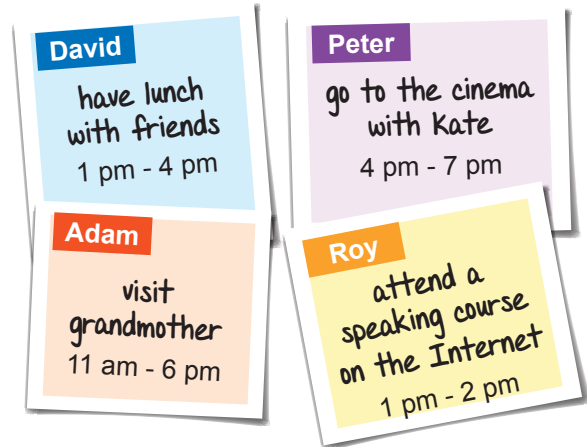 David
have lunch
with friends
1 pm - 4 pm
Peter
go to the cinema
with Kate
4 pm - 7 pm
Adam
visit
grandmother
11 am - 6 pm
Roy
attend a
speaking course
on the Internet
1 pm - 2 pm